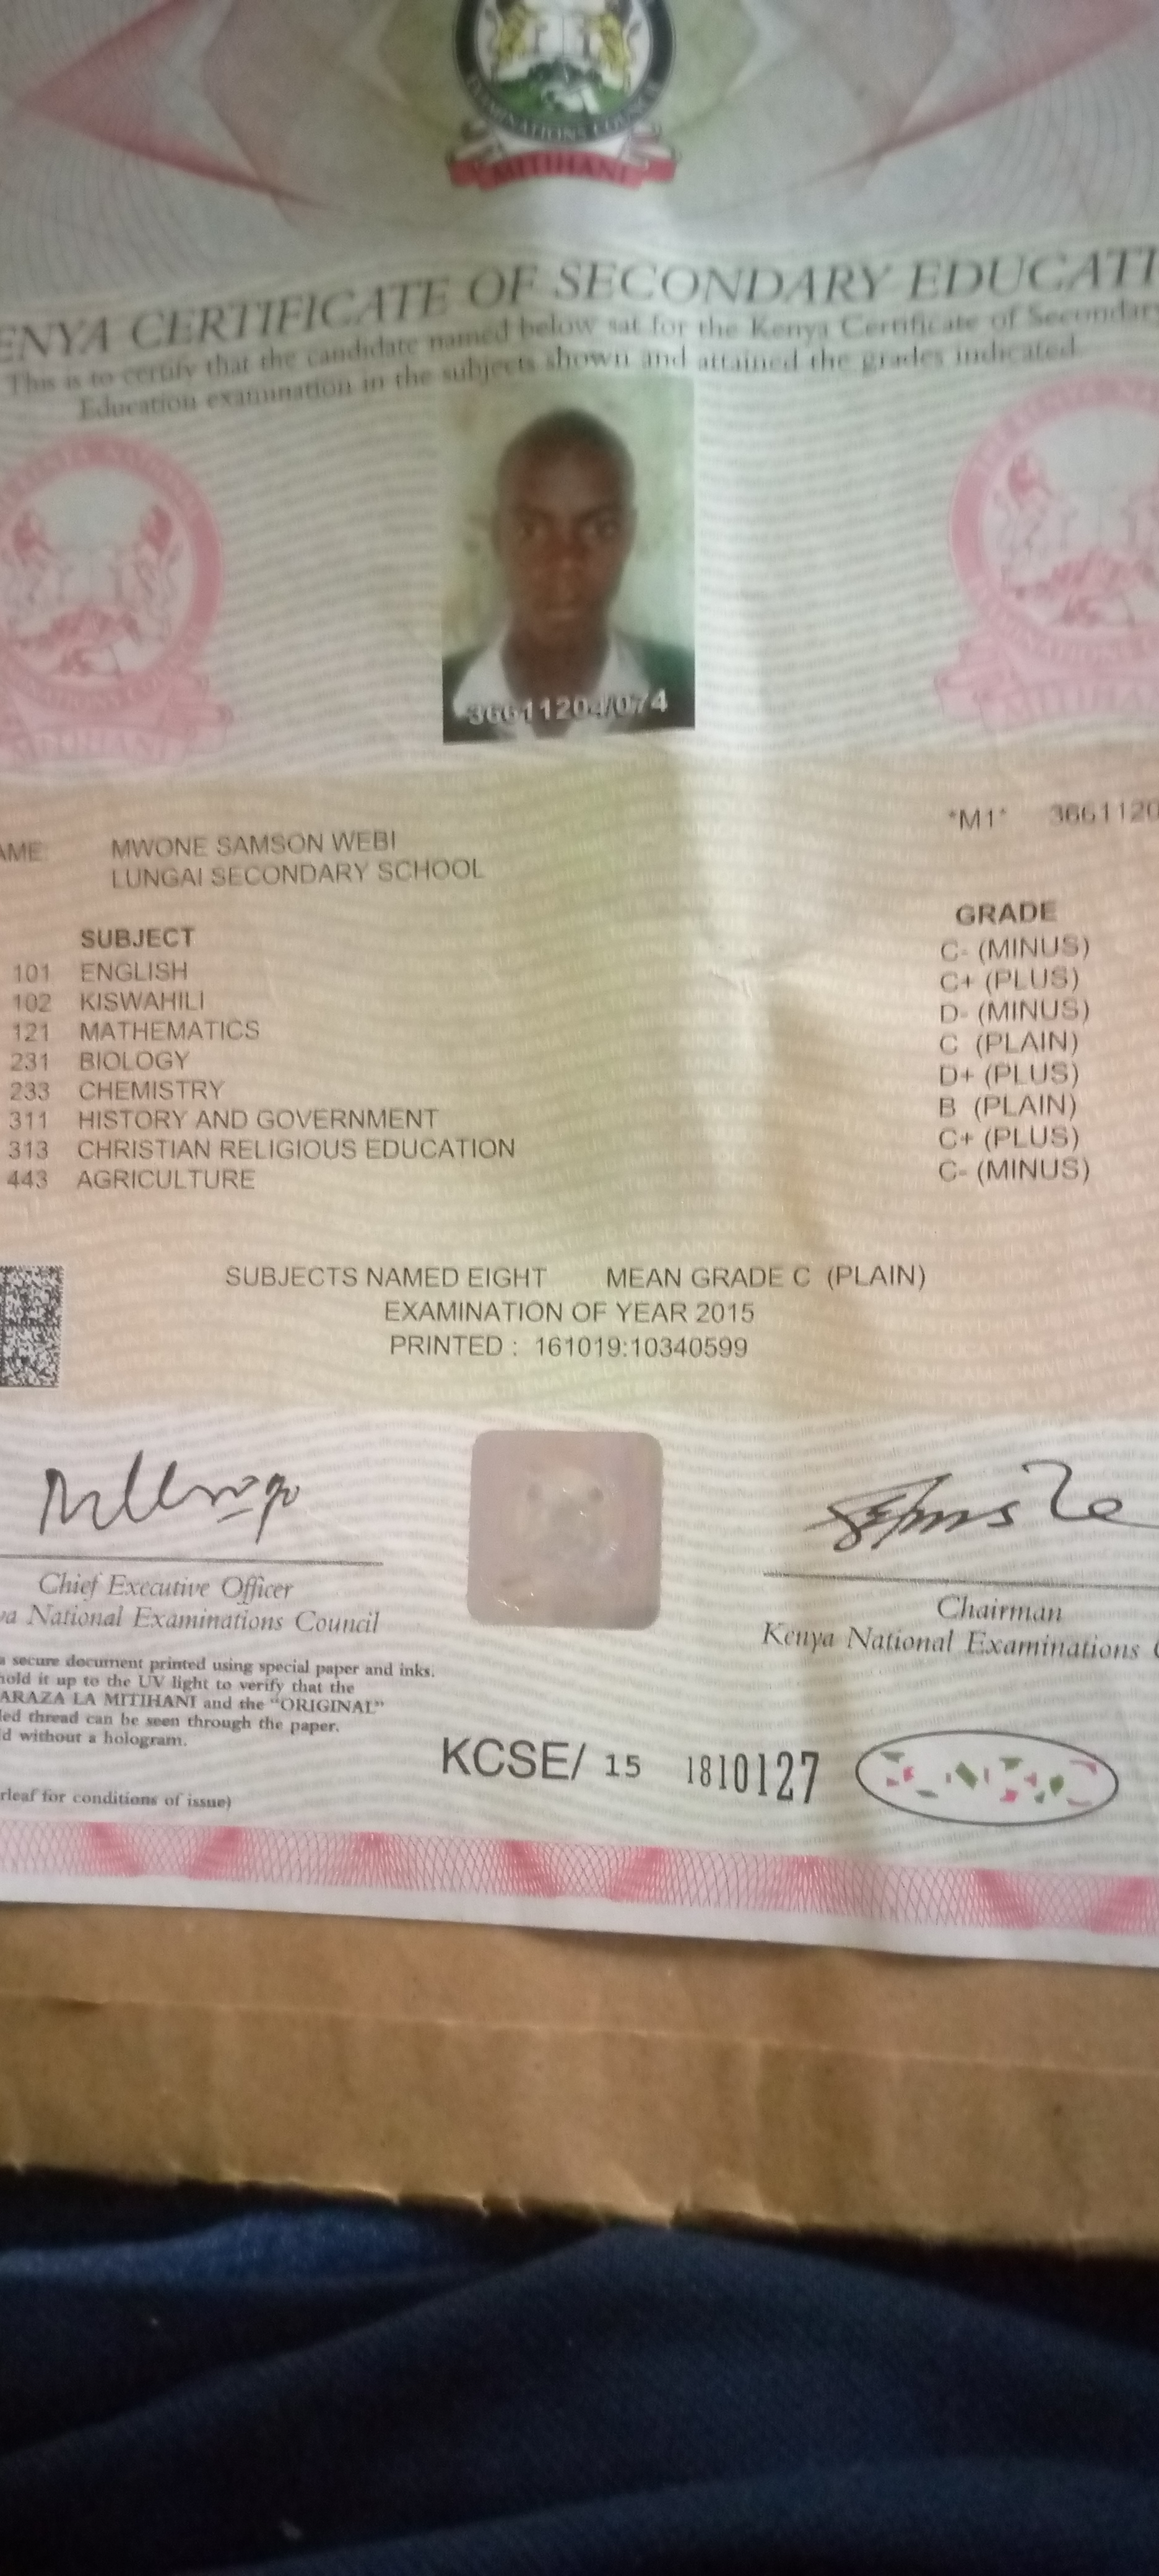 EXAMINATIONS COUNCIL
MITIHANI
ENYA CERTIFICATE OF SECONDARY EDUCATI
This is to certify that the candidate named below sat for the Kenya Certificate of Secondary
Education examination in the subjects shown and attained the grades indicated.
36611204/074
*M1* 3661120
AME MWONE SAMSON WEBI
LUNGAI SECONDARY SCHOOL
SUBJECT GRADE
101 ENGLISH C- (MINUS)
102 KISWAHILI C+ (PLUS)
121 MATHEMATICS D- (MINUS)
231 BIOLOGY C (PLAIN)
233 CHEMISTRY D+ (PLUS)
311 HISTORY AND GOVERNMENT B (PLAIN)
313 CHRISTIAN RELIGIOUS EDUCATION C+ (PLUS)
443 AGRICULTURE C- (MINUS)
SUBJECTS NAMED EIGHT MEAN GRADE C (PLAIN)
EXAMINATION OF YEAR 2015
PRINTED : 161019:10340599
Chief Executive Officer
ya National Examinations Council
Chairman
Kenya National Examinations C
a secure document printed using special paper and inks.
hold it up to the UV light to verify that the
ARAZA LA MITIHANI and the "ORIGINAL"
ded thread can be seen through the paper.
d without a hologram.
KCSE/ 15 1810127
rleaf for conditions of issue)